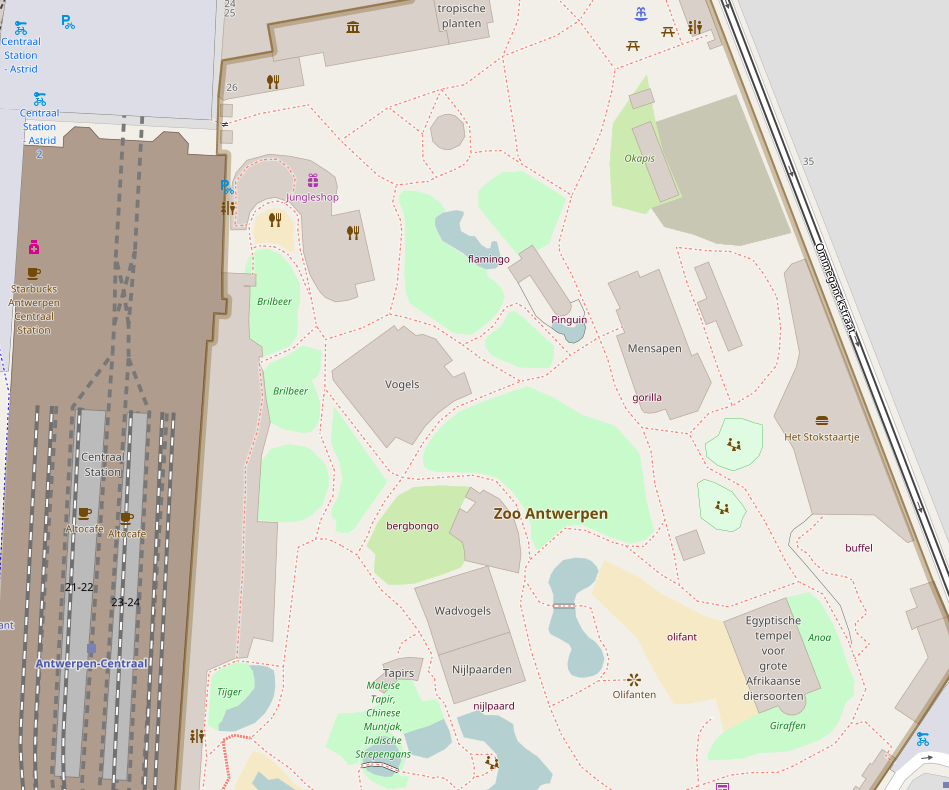 24
25
tropische
planten
Centraal
Station
- Astrid
26
Centraal
Station
- Astrid
2
35
Okapis
Jungleshop
flamingo
Ommeganckstraat
Starbucks
Antwerpen
Centraal
Station
Brilbeer
Pinguin
Mensapen
Vogels
Brilbeer
gorilla
Het Stokstaartje
Centraal
Station
Zoo Antwerpen
bergbongo
Altocafe
Altocafe
buffel
21-22
23-24
Wadvogels
ant
Egyptische
tempel
voor
grote
Afrikaanse
diersoorten
olifant
Anoa
Antwerpen-Centraal
Nijlpaarden
Tapirs
Maleise
Tapir,
Chinese
Muntjak,
Indische
Strepengans
Tijger
Olifanten
nijlpaard
Giraffen